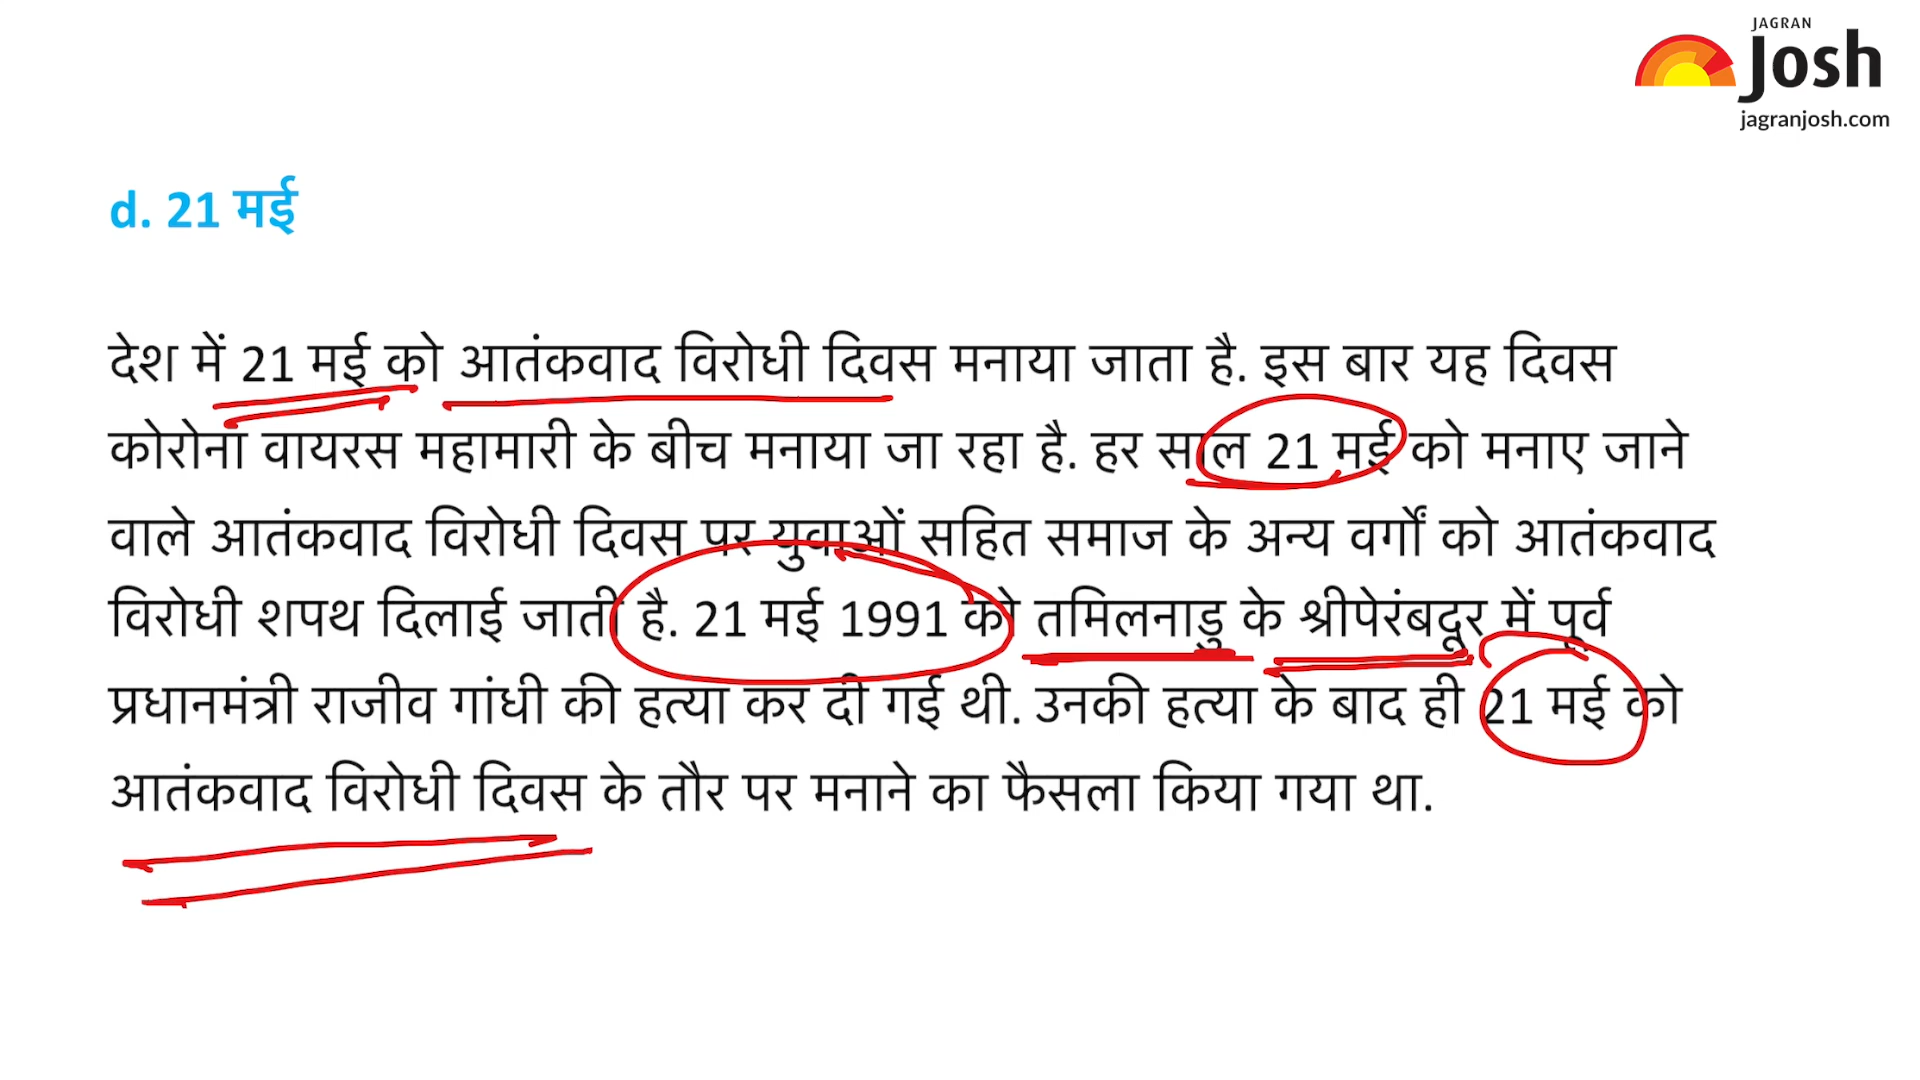 JAGRAN
Josh
jagranjosh.com
d. 21 मई
देश में 21 मई को आतंकवाद विरोधी दिवस मनाया जाता है. इस बार यह दिवस
कोरोना वायरस महामारी के बीच मनाया जा रहा है. हर साल 21 मई को मनाए जाने
वाले आतंकवाद विरोधी दिवस पर युवाओं सहित समाज के अन्य वर्गों को आतंकवाद
विरोधी शपथ दिलाई जाती है. 21 मई 1991 को तमिलनाडु के श्रीपेरंबदूर में पूर्व
प्रधानमंत्री राजीव गांधी की हत्या कर दी गई थी. उनकी हत्या के बाद ही 21 मई को
आतंकवाद विरोधी दिवस के तौर पर मनाने का फैसला किया गया था.